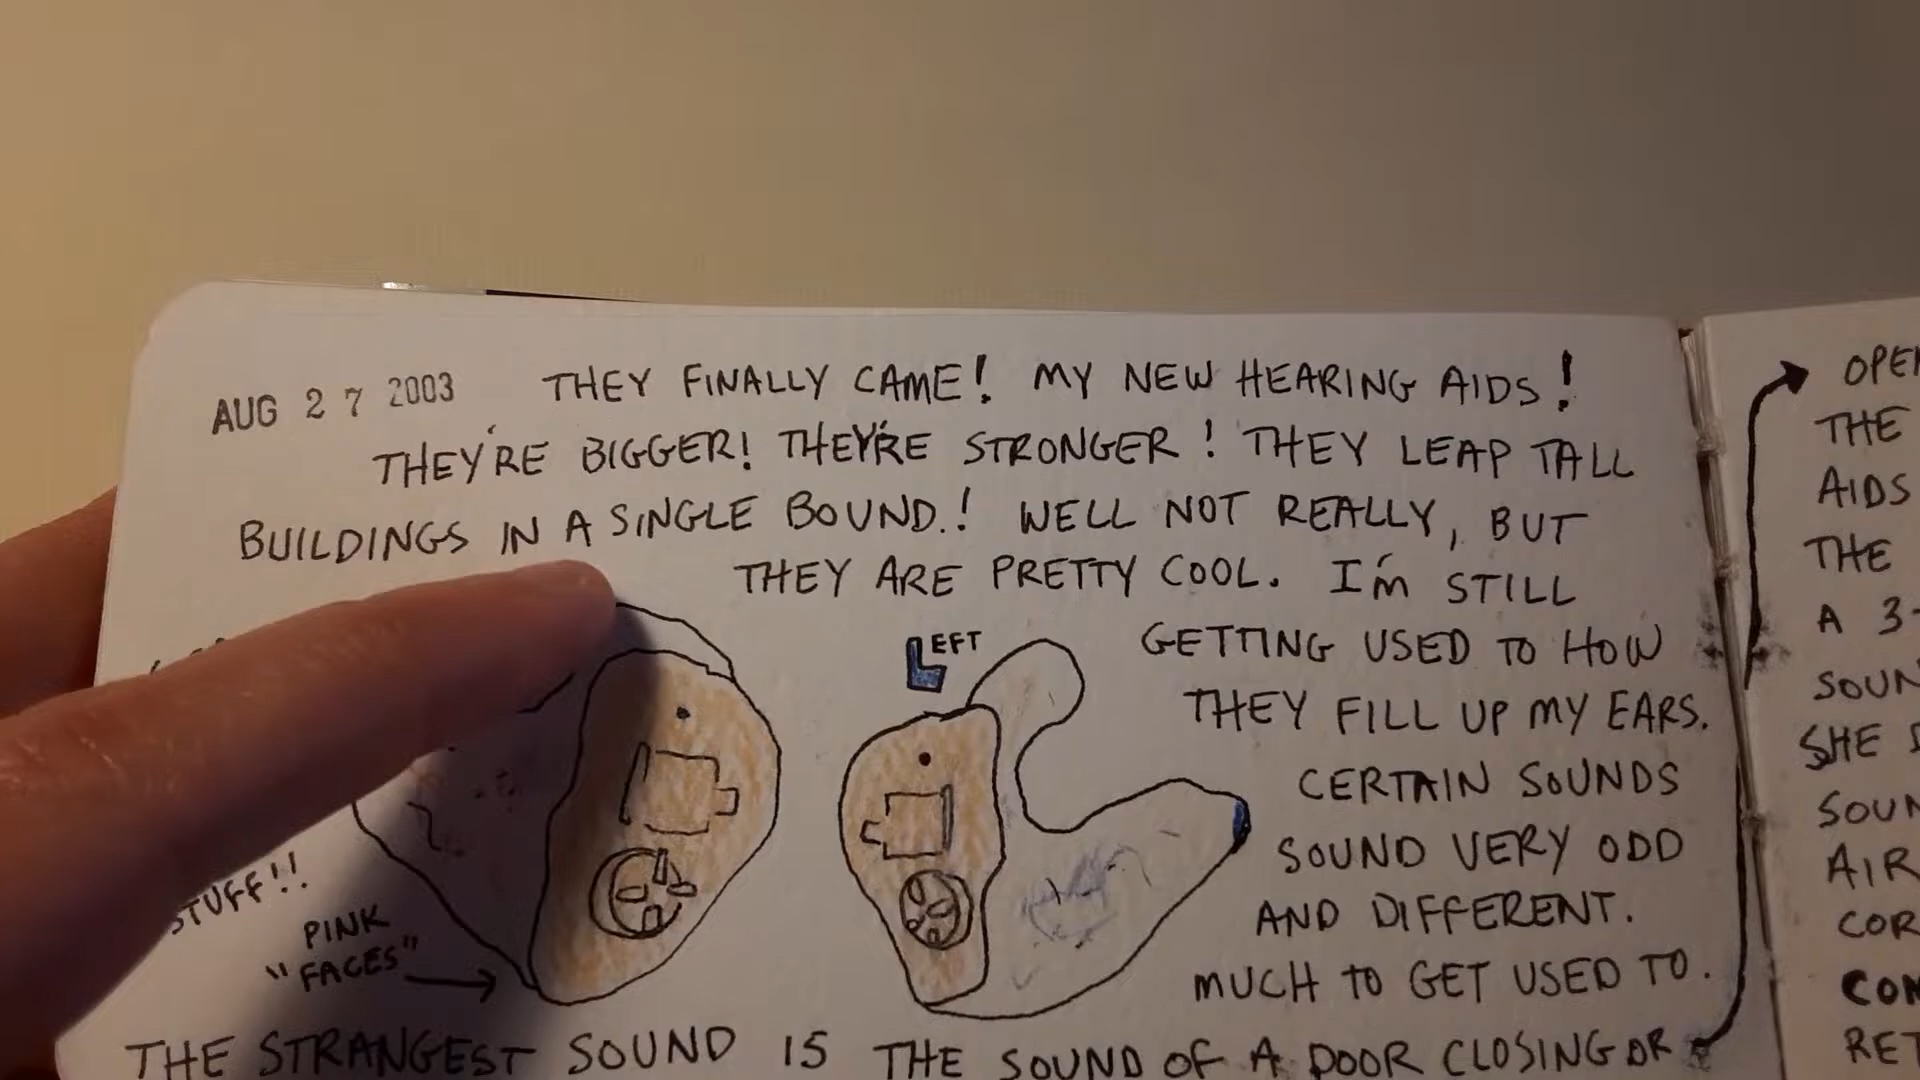 AUG 27 2003 THEY FINALLY CAME! MY NEW HEARING AIDS!
THEY'RE BIGGER! THEY'RE STRONGER! THEY LEAP TALL
BUILDINGS IN A SINGLE BOUND.! WELL NOT REALLY, BUT
THEY ARE PRETTY COOL. I'M STILL
GETTING USED TO HOW
THEY FILL UP MY EARS.
CERTAIN SOUNDS
SOUND VERY ODD
AND DIFFERENT.
MUCH TO GET USED TO.
LEFT
STUFF!!
PINK
"FACES"
THE STRANGEST SOUND IS THE SOUND OF A DOOR CLOSING OR
THE
AIDS
THE
A 3-
SHE
AIR